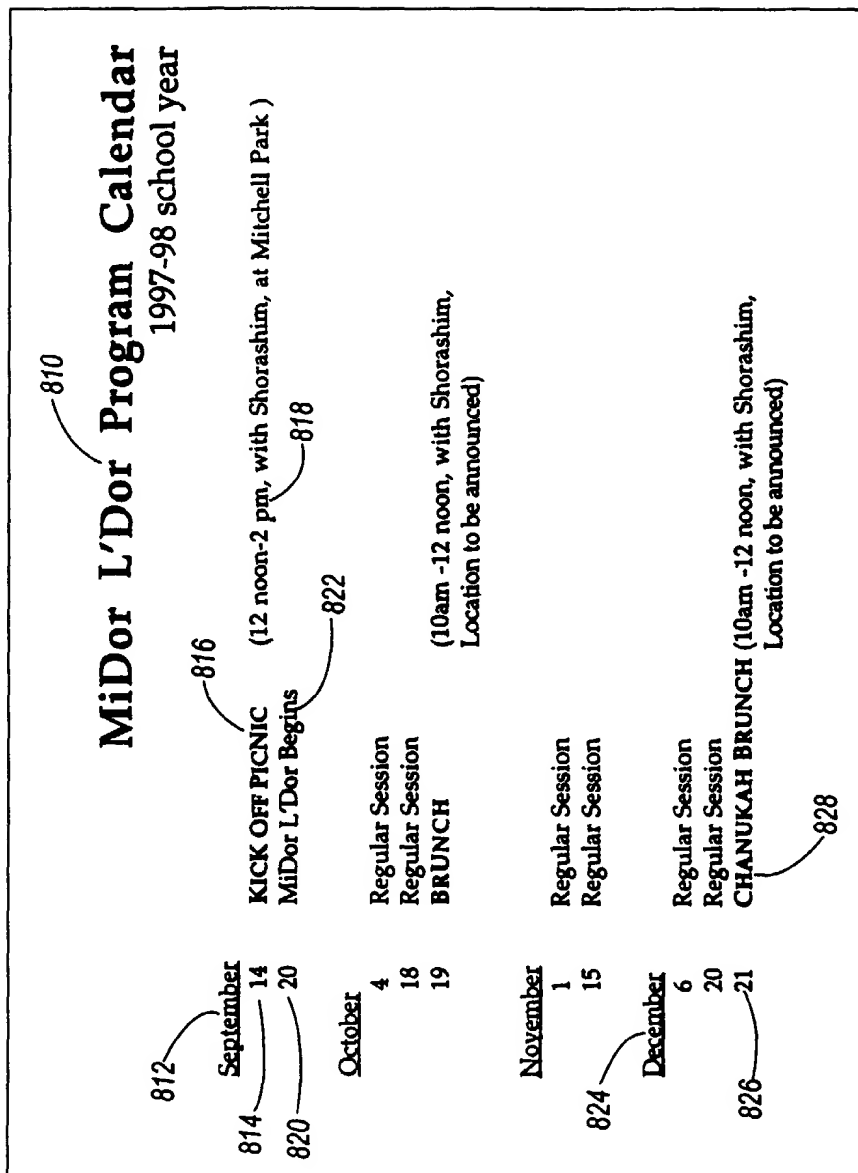 MiDor L'Dor Program Calendar
1997-98 school year
810
812
September
814
14 KICK OFF PICNIC (12 noon-2 pm, with Shorashim, at Mitchell Park )
816
818
820
20 MiDor L'Dor Begins
822
October
4 Regular Session
18 Regular Session
19 BRUNCH (10am -12 noon, with Shorashim,
Location to be announced)
November
1 Regular Session
15 Regular Session
824
December
6 Regular Session
20 Regular Session
21 CHANUKAH BRUNCH (10am -12 noon, with Shorashim,
Location to be announced)
826
828